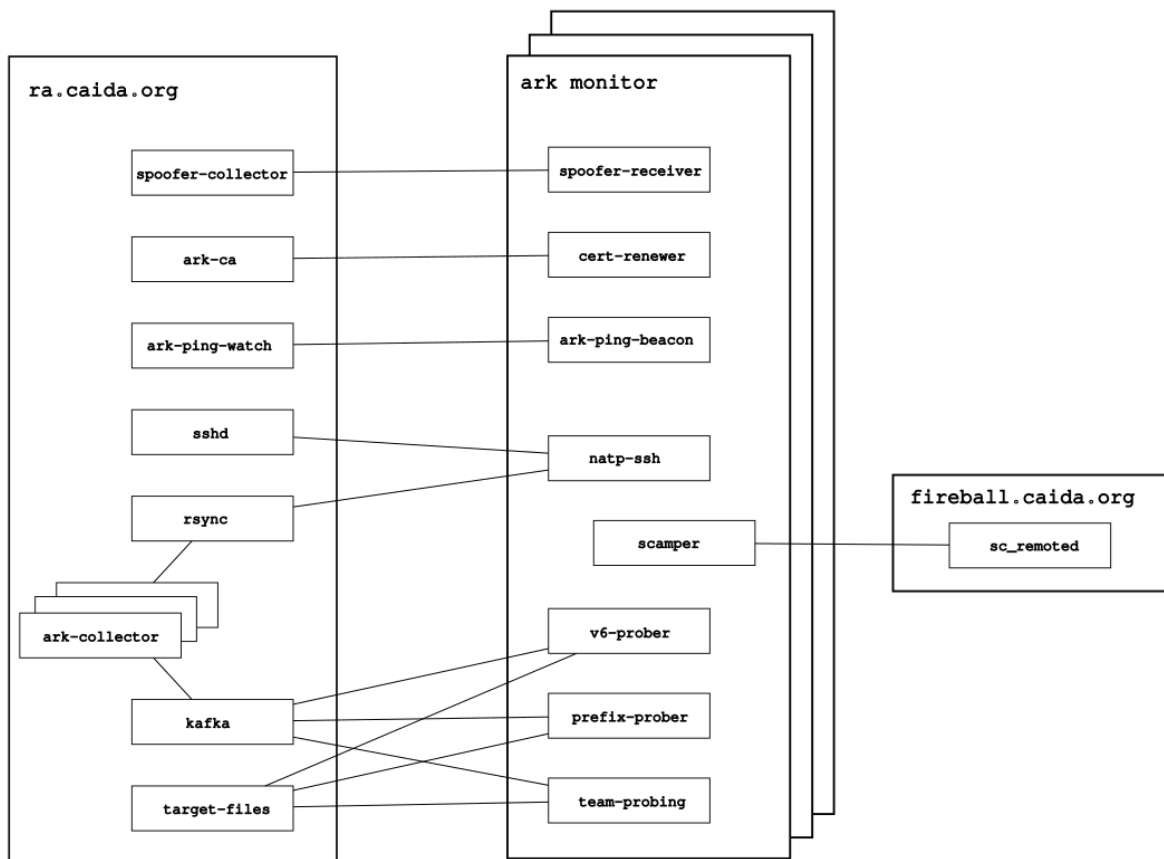 ra.caida.org
spoofer-collector
ark-ca
ark-ping-watch
sshd
rsync
ark-collector
kafka
target-files
ark monitor
spoofer-receiver
cert-renewer
ark-ping-beacon
natp-ssh
scamper
v6-prober
prefix-prober
team-probing
fireball.caida.org
sc_remoted